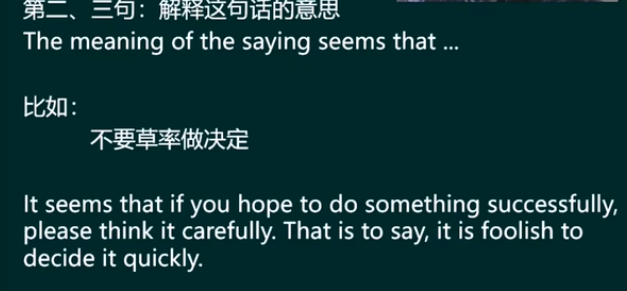 第二、三句：解释这句话的意思
The meaning of the saying seems that ...
比如：
不要草率做决定
It seems that if you hope to do something successfully,
please think it carefully. That is to say, it is foolish to
decide it quickly.